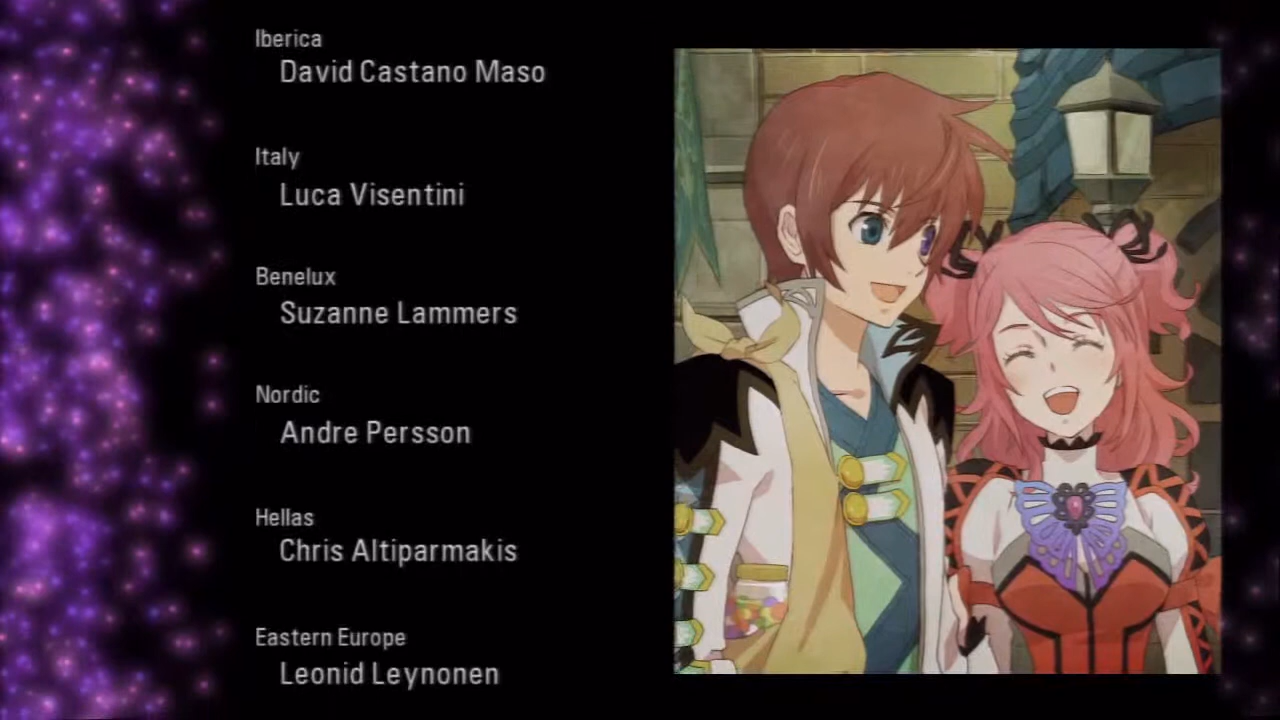 Iberica
David Castano Maso
Italy
Luca Visentini
Benelux
Suzanne Lammers
Nordic
Andre Persson
Hellas
Chris Altiparmakis
Eastern Europe
Leonid Leynonen